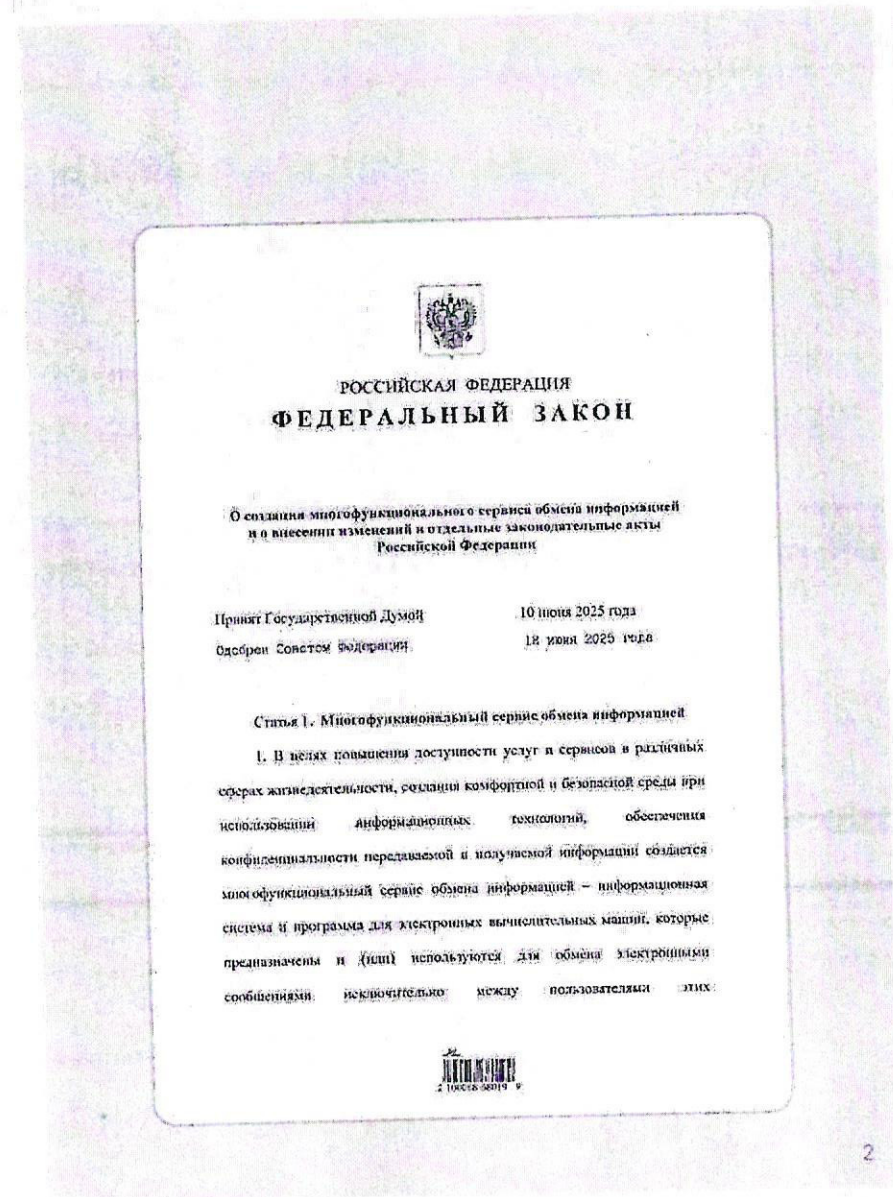 РОССИЙСКАЯ ФЕДЕРАЦИЯ
ФЕДЕРАЛЬНЫЙ ЗАКОН
О создании многофункционального сервиса обмена информацией
и о внесении изменений в отдельные законодательные акты
Российской Федерации
Принят Государственной Думой 10 июня 2025 года
Одобрен Советом Федерации 18 июня 2025 года
Статья 1. Многофункциональный сервис обмена информацией
1. В целях повышения доступности услуг и сервисов в различных
сферах жизнедеятельности, создания комфортной и безопасной среды при
использовании информационных технологий, обеспечения
конфиденциальности передаваемой и получаемой информации создается
многофункциональный сервис обмена информацией – информационная
система и программа для электронных вычислительных машин, которые
предназначены и (или) используются для обмена электронными
сообщениями исключительно между пользователями этих
2